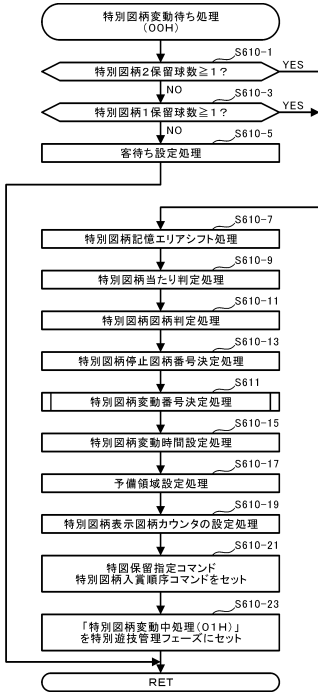 特別図柄変動待ち処理
(00H)
S610-1
特別図柄2保留球数≧1?
YES
NO
S610-3
特別図柄1保留球数≧1?
YES
NO
S610-5
客待ち設定処理
S610-7
特別図柄記憶エリアシフト処理
S610-9
特別図柄当たり判定処理
S610-11
特別図柄図柄判定処理
S610-13
特別図柄停止図柄番号決定処理
S611
特別図柄変動番号決定処理
S610-15
特別図柄変動時間設定処理
S610-17
予備領域設定処理
S610-19
特別図柄表示図柄カウンタの設定処理
S610-21
特図保留指定コマンド
特別図柄入賞順序コマンドをセット
S610-23
「特別図柄変動中処理(01H)」
を特別遊技管理フェーズにセット
RET